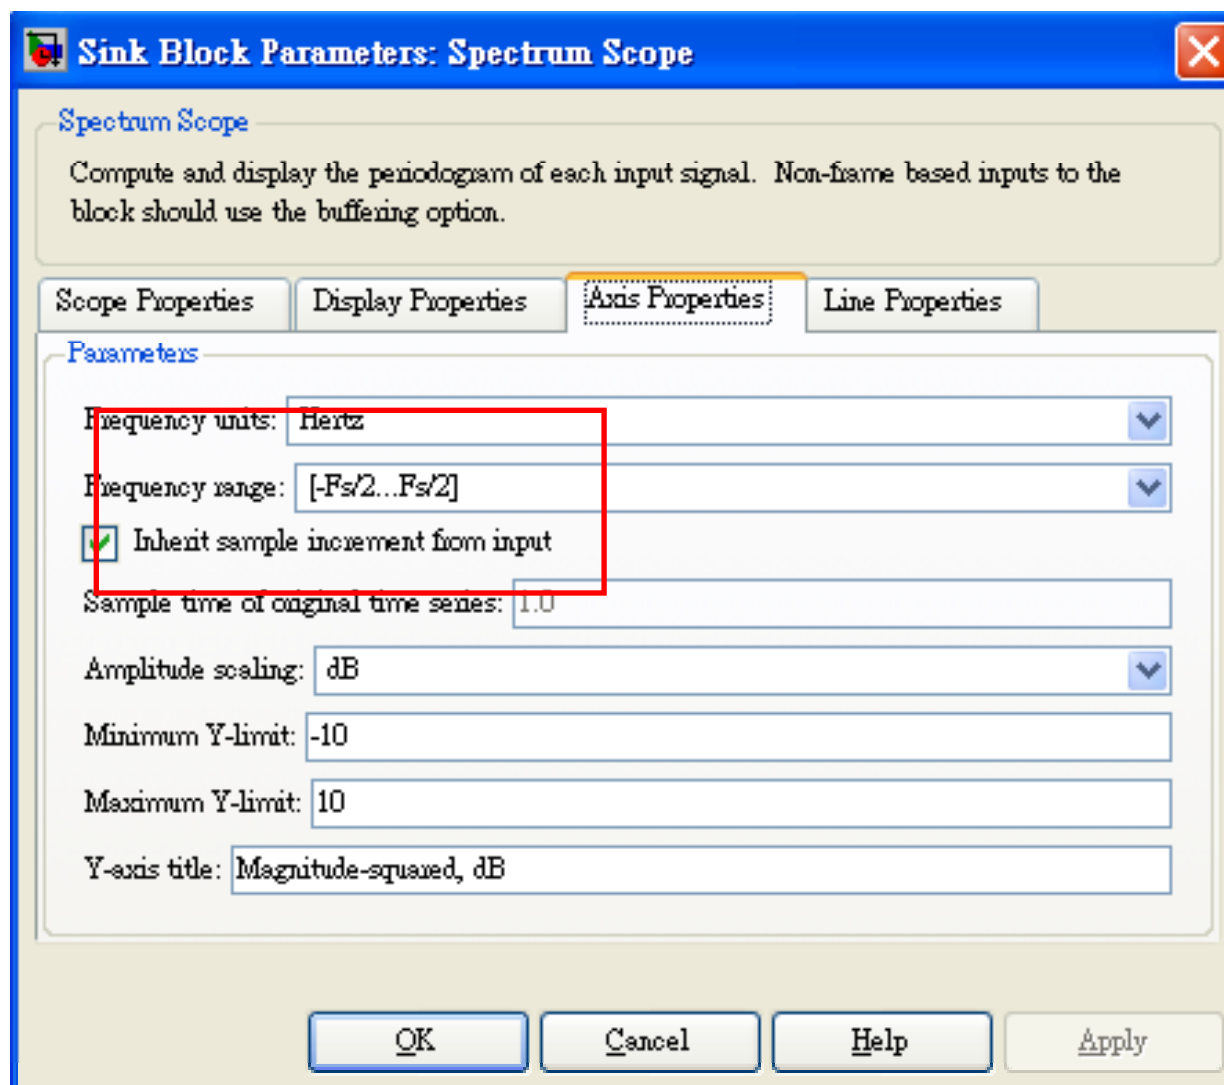 Sink Block Parameters: Spectrum Scope
Spectrum Scope
Compute and display the periodogram of each input signal. Non-frame based inputs to the
block should use the buffering option.
Scope Properties Display Properties Axis Properties Line Properties
Parameters
Frequency units: Hertz
Frequency range: [-Fs/2...Fs/2]
Inherit sample increment from input
Sample time of original time series: 1.0
Amplitude scaling: dB
Minimum Y-limit: -10
Maximum Y-limit: 10
Y-axis title: Magnitude-squared, dB
OK Cancel Help Apply